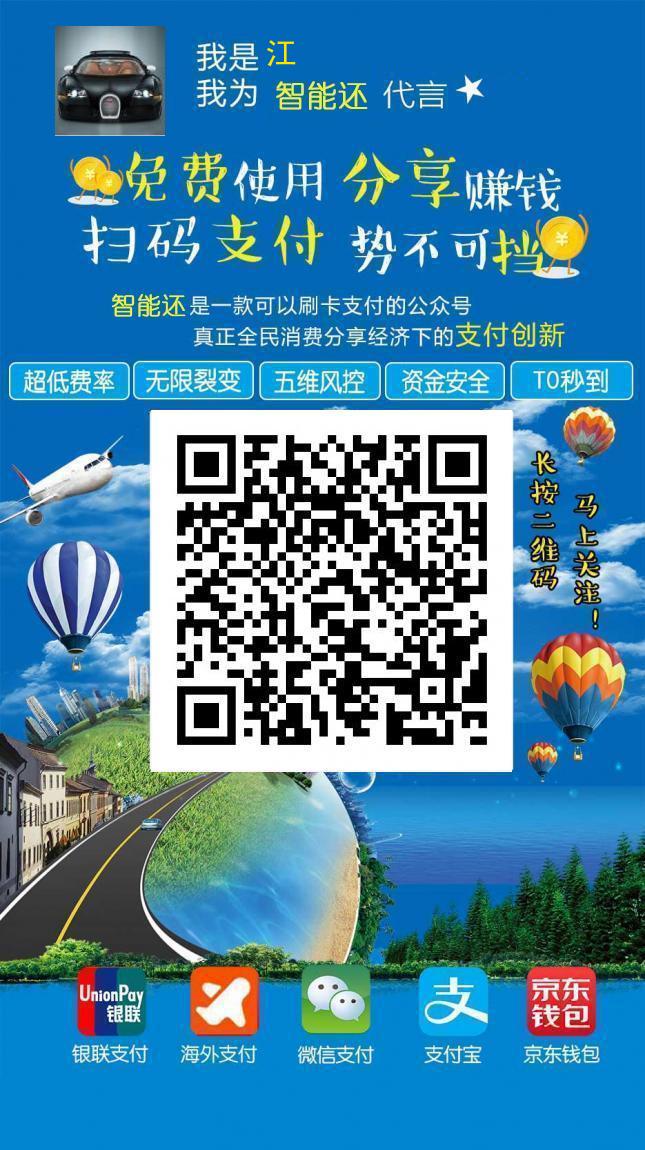 我是 江
我为 智能还 代言
免费使用 分享赚钱
扫码支付 势不可挡
智能还是一款可以刷卡支付的公众号
真正全民消费分享经济下的支付创新
超低费率 无限裂变 五维风控 资金安全 T0秒到
长按二维码
马上关注！
UnionPay
银联
支
京东
钱包
银联支付 海外支付 微信支付 支付宝 京东钱包